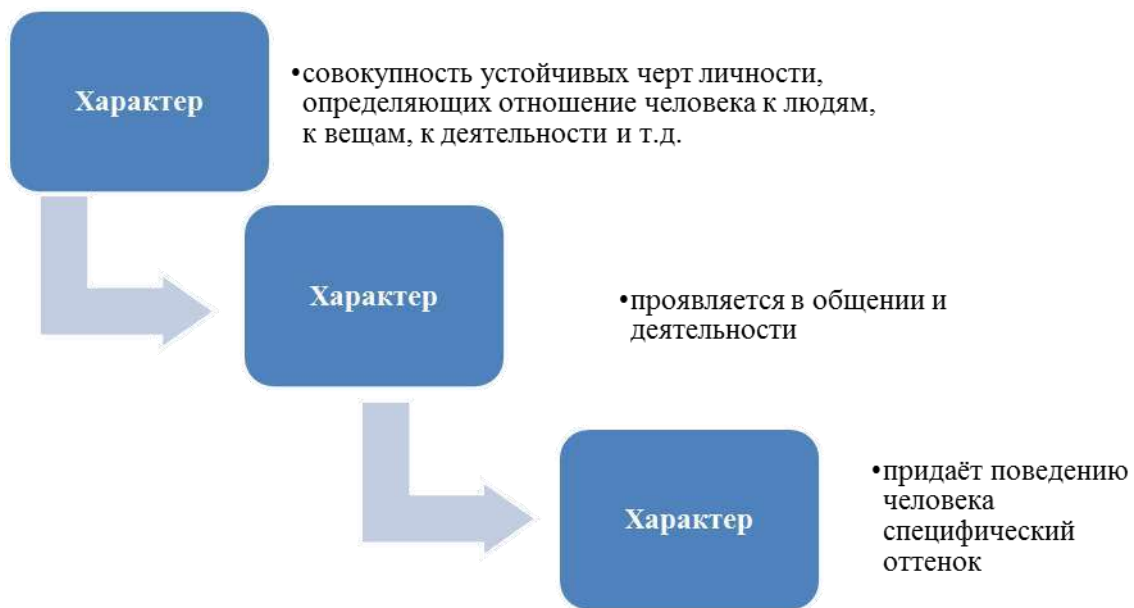 Характер
•совокупность устойчивых черт личности,
определяющих отношение человека к людям,
к вещам, к деятельности и т.д.
Характер
•проявляется в общении и
деятельности
Характер
•придаёт поведению
человека
специфический
оттенок